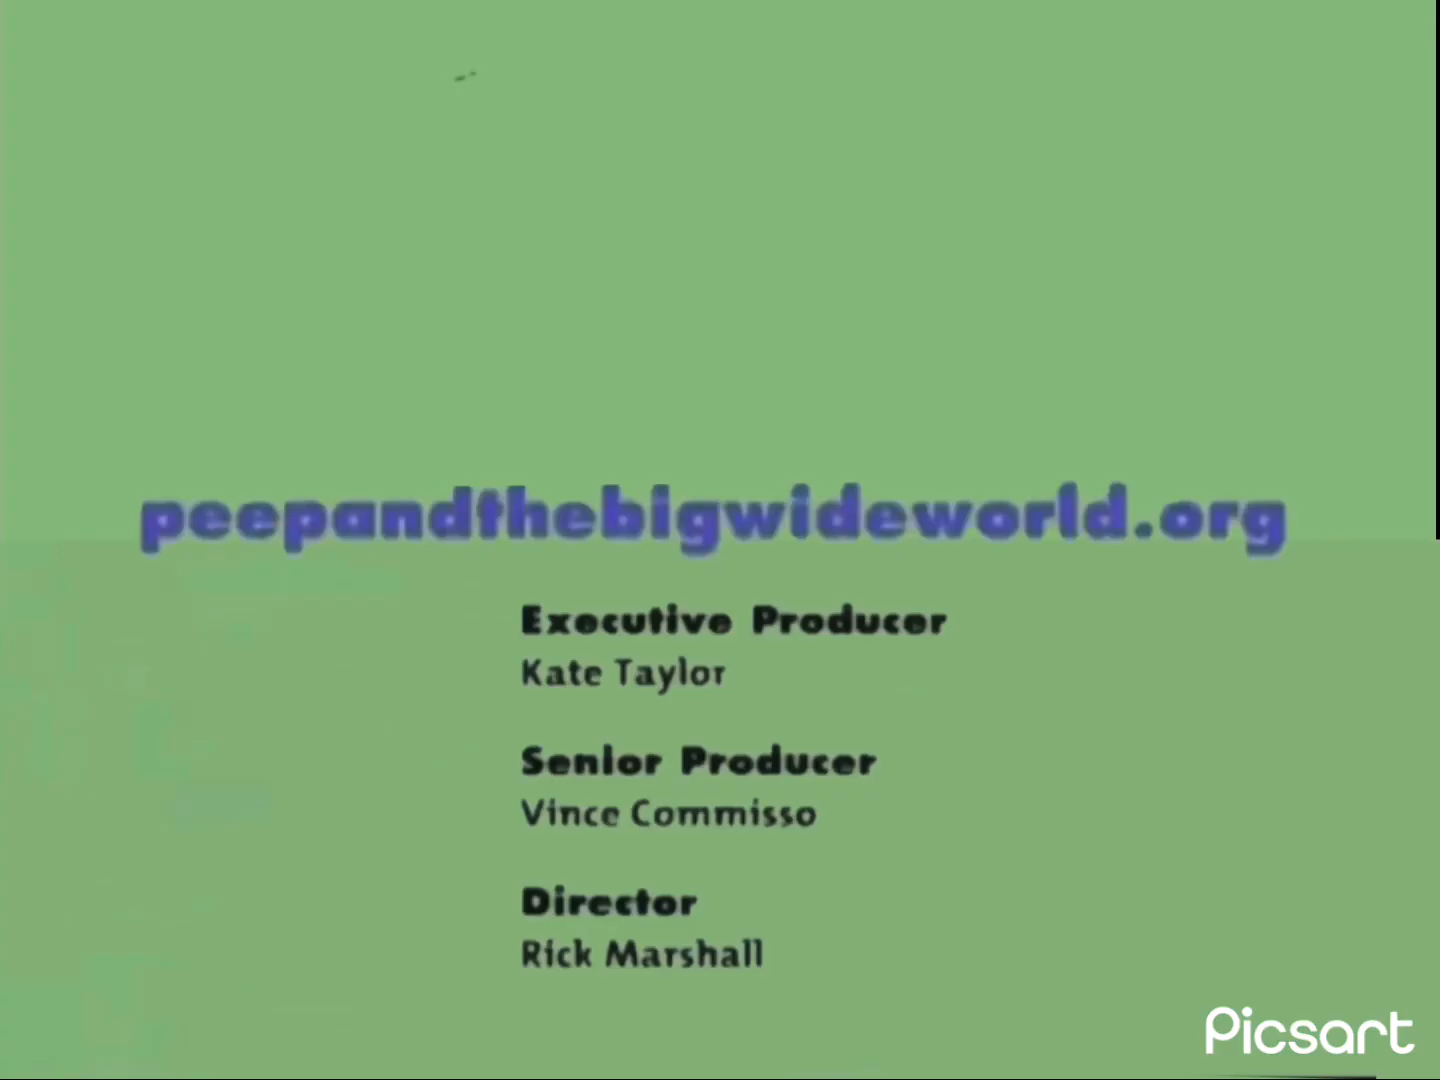 peepandthebigwideworld.org
Executive Producer
Kate Taylor
Senior Producer
Vince Commisso
Director
Rick Marshall
Picsart